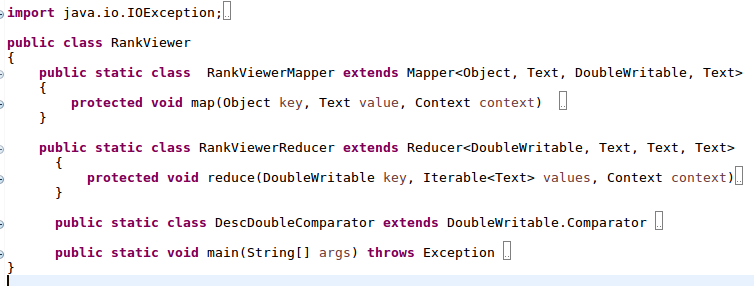 import java.io.IOException;
public class RankViewer
{
public static class RankViewerMapper extends Mapper<Object, Text, DoubleWritable, Text>
{
protected void map(Object key, Text value, Context context)
}
public static class RankViewerReducer extends Reducer<DoubleWritable, Text, Text, Text>
{
protected void reduce(DoubleWritable key, Iterable<Text> values, Context context)
}
public static class DescDoubleComparator extends DoubleWritable.Comparator
public static void main(String[] args) throws Exception
}